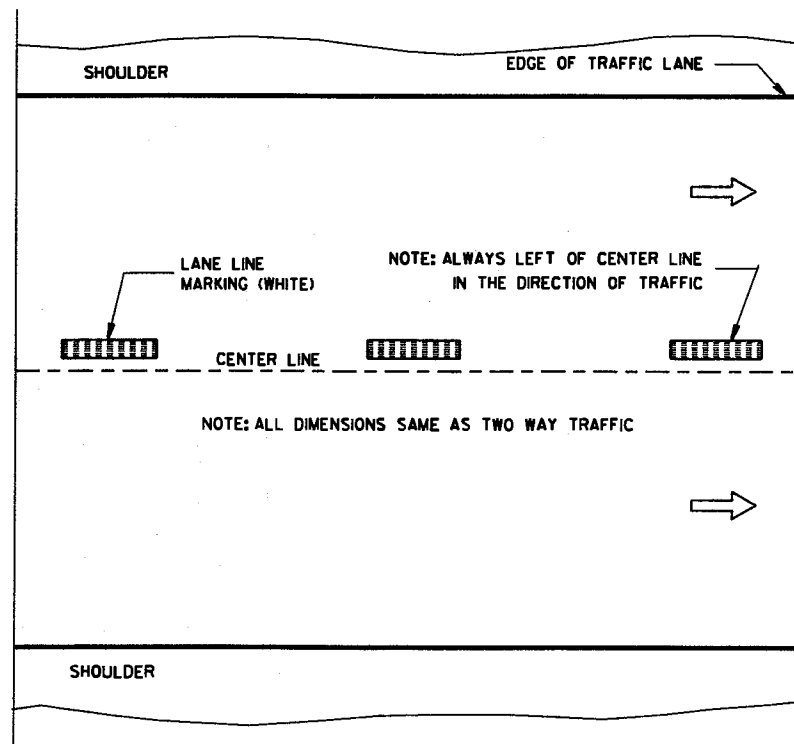 SHOULDER
EDGE OF TRAFFIC LANE
LANE LINE
MARKING (WHITE)
NOTE: ALWAYS LEFT OF CENTER LINE
IN THE DIRECTION OF TRAFFIC
CENTER LINE
NOTE: ALL DIMENSIONS SAME AS TWO WAY TRAFFIC
SHOULDER